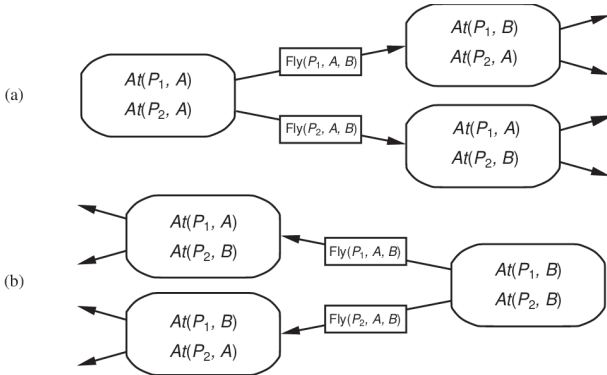 (a)
At(P₁, A)
At(P₂, A)
Fly(P₁, A, B)
Fly(P₂, A, B)
At(P₁, B)
At(P₂, A)
At(P₁, A)
At(P₂, B)
(b)
At(P₁, A)
At(P₂, B)
At(P₁, B)
At(P₂, A)
Fly(P₁, A, B)
Fly(P₂, A, B)
At(P₁, B)
At(P₂, B)